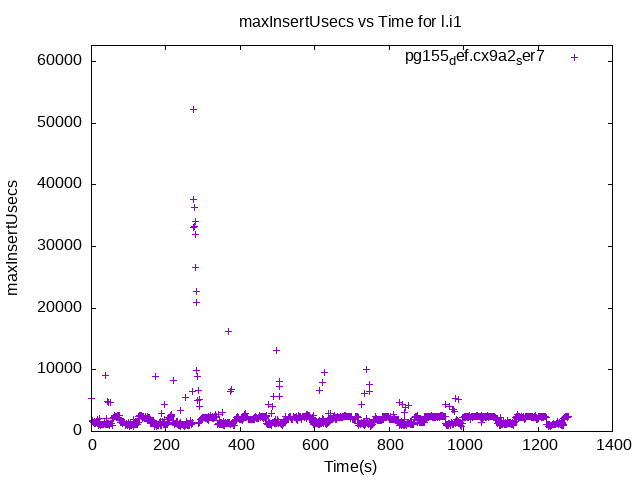 maxInsertUsecs vs Time for l.i1
pg155_def.cx9a2_ser7
60000
50000
40000
30000
20000
10000
0
maxInsertUsecs
0 200 400 600 800 1000 1200 1400
Time(s)